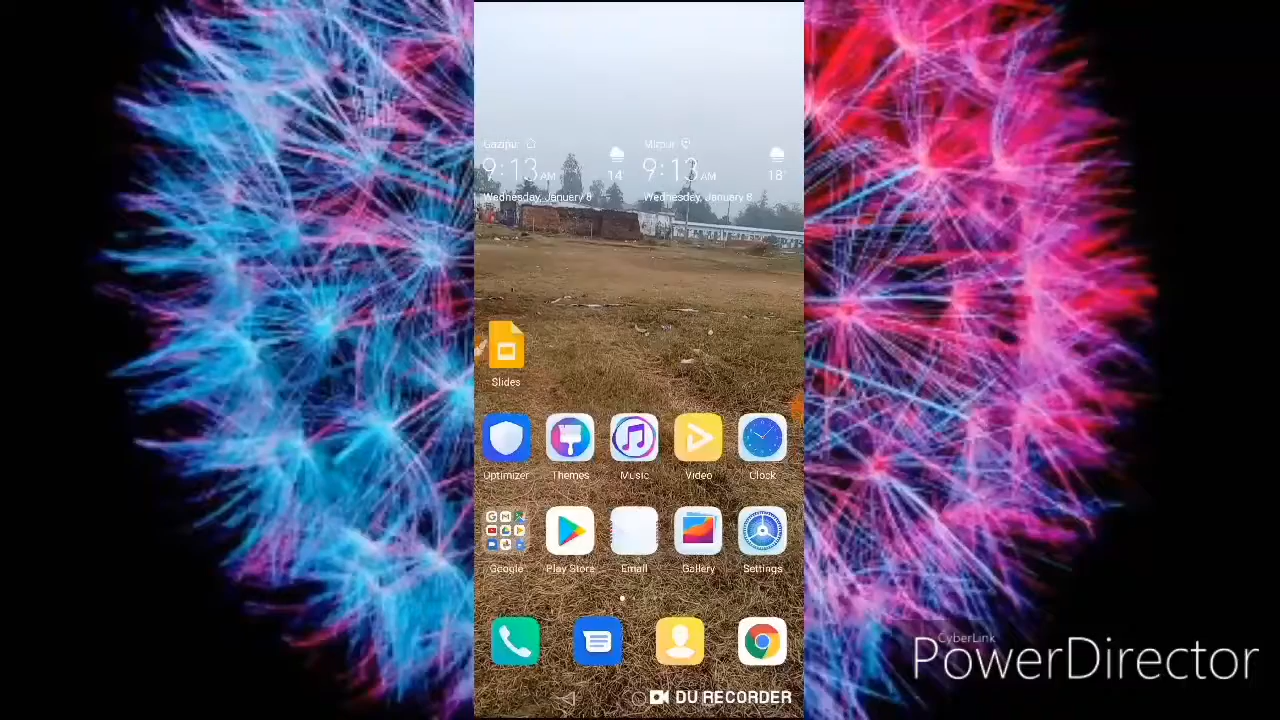 Gazipur
9:13 AM
14°
Wednesday, January 8
Mirpur
9:13 AM
18°
Wednesday, January 8
Slides
Optimizer
Themes
Music
Video
Clock
Google
Play Store
Email
Gallery
Settings
CyberLink
PowerDirector
DU RECORDER